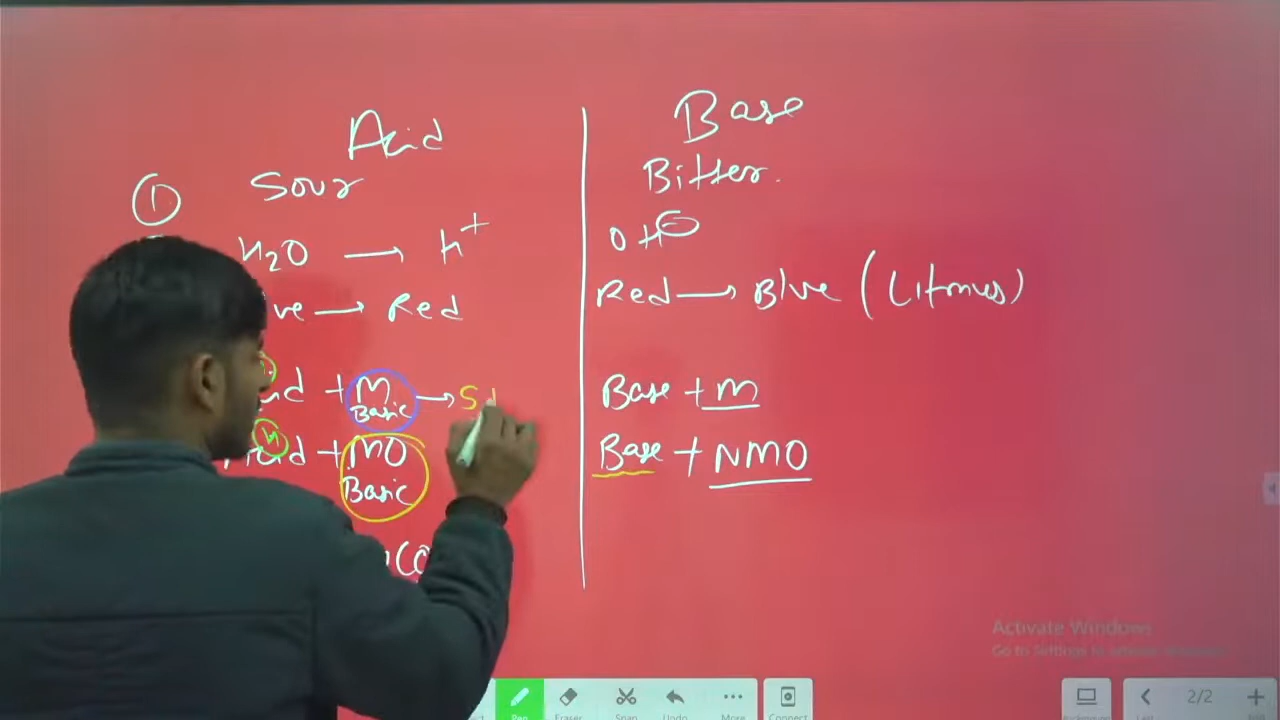 Acid
Base
① Sour
Bitter.
H2O → h+
OH⊖
Red
Red → Blue (Litmus)
+ M → S
Basic
Base + M
+ MO
Basic
Base + NMO
Activate Windows
Go to Settings to activate Windows.
Pen
Eraser
Snap
Undo
More
Connect
2/2